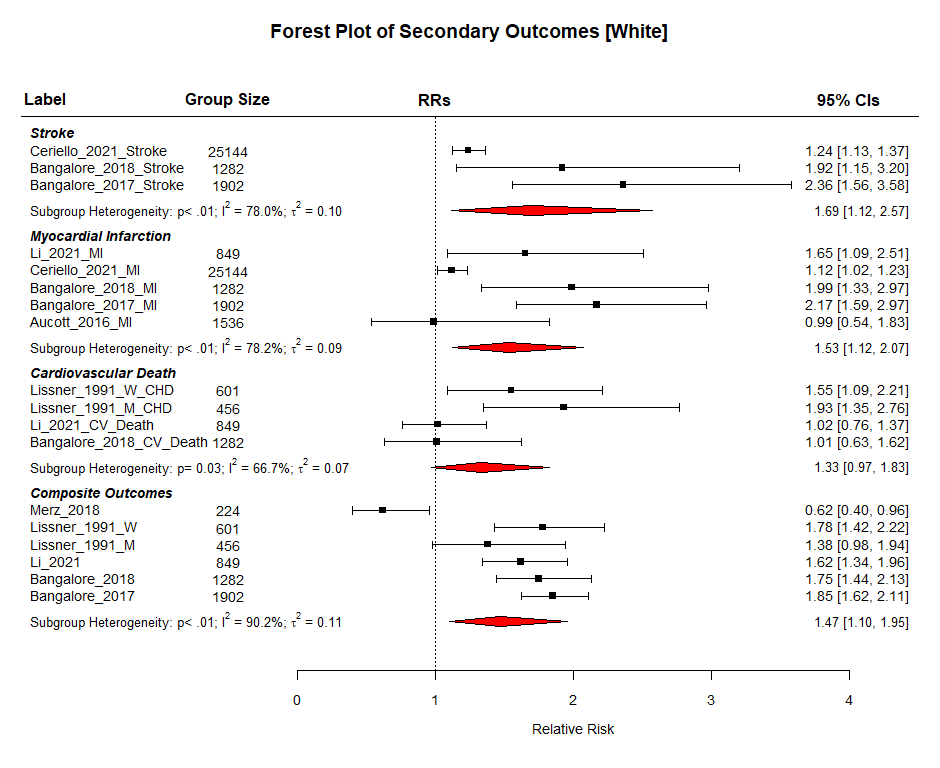 Forest Plot of Secondary Outcomes [White]
Label Group Size RRs 95% CIs
Stroke
Ceriello_2021_Stroke 25144 1.24 [1.13, 1.37]
Bangalore_2018_Stroke 1282 1.92 [1.15, 3.20]
Bangalore_2017_Stroke 1902 2.36 [1.56, 3.58]
Subgroup Heterogeneity: p< .01; I² = 78.0%; τ² = 0.10 1.69 [1.12, 2.57]
Myocardial Infarction
Li_2021_MI 849 1.65 [1.09, 2.51]
Ceriello_2021_MI 25144 1.12 [1.02, 1.23]
Bangalore_2018_MI 1282 1.99 [1.33, 2.97]
Bangalore_2017_MI 1902 2.17 [1.59, 2.97]
Aucott_2016_MI 1536 0.99 [0.54, 1.83]
Subgroup Heterogeneity: p< .01; I² = 78.2%; τ² = 0.09 1.53 [1.12, 2.07]
Cardiovascular Death
Lissner_1991_W_CHD 601 1.55 [1.09, 2.21]
Lissner_1991_M_CHD 456 1.93 [1.35, 2.76]
Li_2021_CV_Death 849 1.02 [0.76, 1.37]
Bangalore_2018_CV_Death 1282 1.01 [0.63, 1.62]
Subgroup Heterogeneity: p= 0.03; I² = 66.7%; τ² = 0.07 1.33 [0.97, 1.83]
Composite Outcomes
Merz_2018 224 0.62 [0.40, 0.96]
Lissner_1991_W 601 1.78 [1.42, 2.22]
Lissner_1991_M 456 1.38 [0.98, 1.94]
Li_2021 849 1.62 [1.34, 1.96]
Bangalore_2018 1282 1.75 [1.44, 2.13]
Bangalore_2017 1902 1.85 [1.62, 2.11]
Subgroup Heterogeneity: p< .01; I² = 90.2%; τ² = 0.11 1.47 [1.10, 1.95]
0 1 2 3 4
Relative Risk